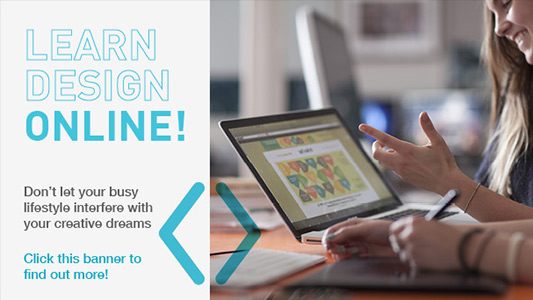 LEARN
DESIGN
ONLINE!
Don't let your busy
lifestyle interfere with
your creative dreams
Click this banner to
find out more!